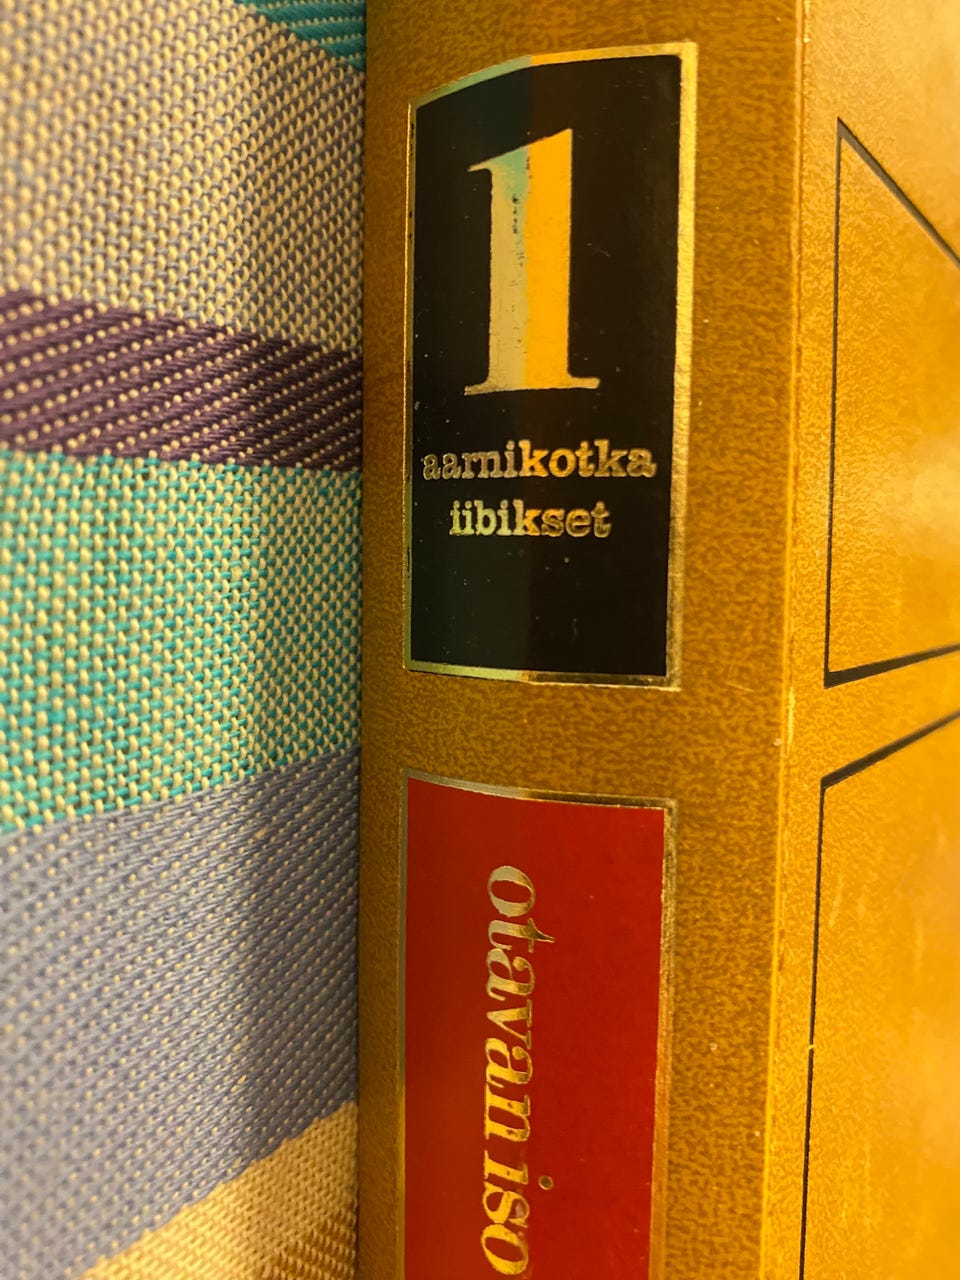 1
aarnikotka
iibikset
otavan iso